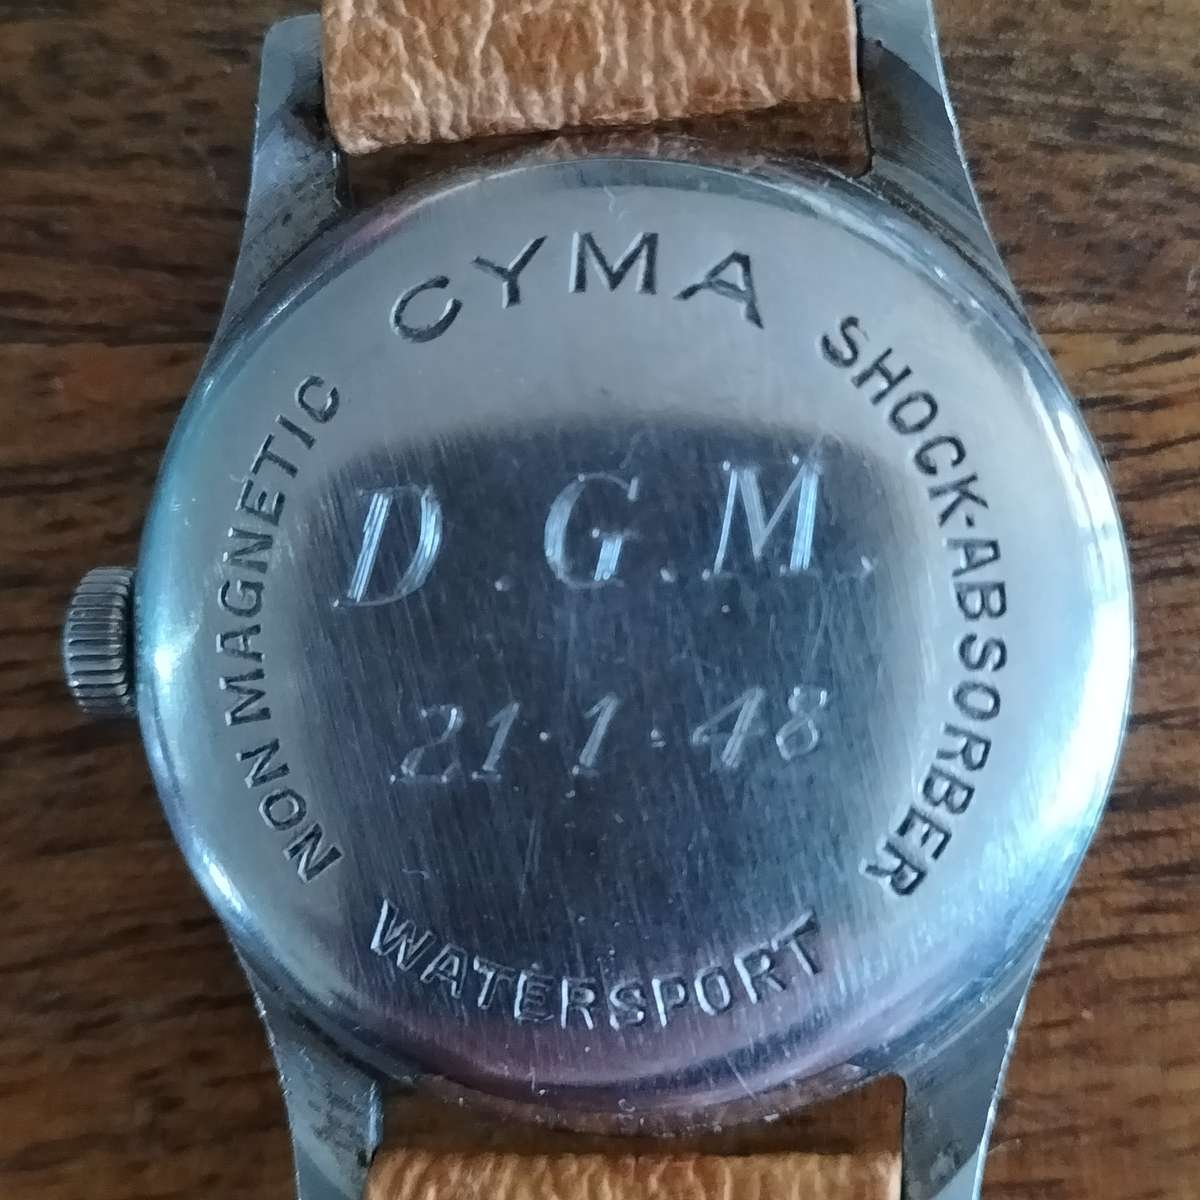 CYMA
SHOCK-ABSORBER
NON MAGNETIC
D.G.M.
21·1·48
WATERSPORT